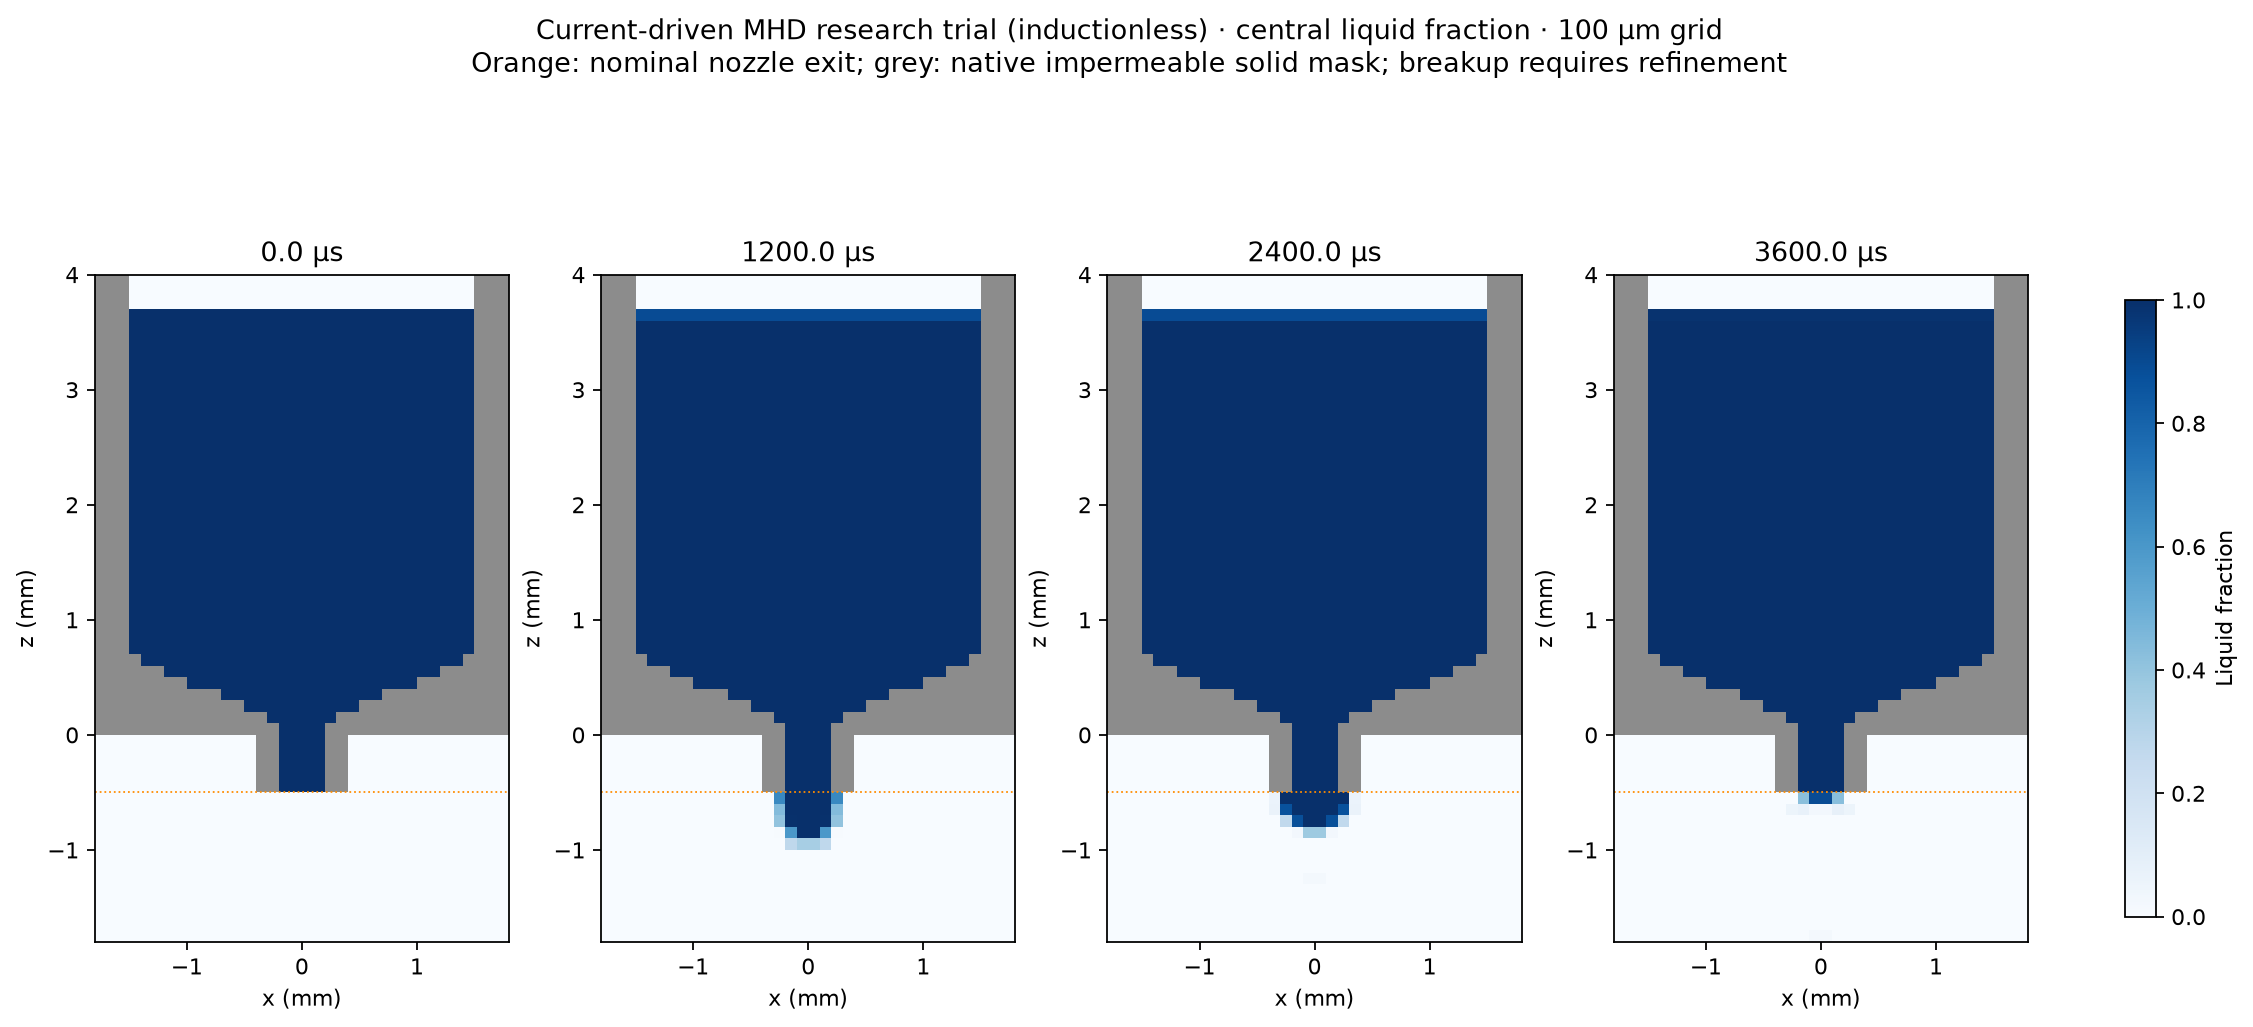 Current-driven MHD research trial (inductionless) · central liquid fraction · 100 µm grid
Orange: nominal nozzle exit; grey: native impermeable solid mask; breakup requires refinement
0.0 µs
1200.0 µs
2400.0 µs
3600.0 µs
4
3
2
1
0
−1
z (mm)
−1 0 1
x (mm)
4
3
2
1
0
−1
z (mm)
−1 0 1
x (mm)
4
3
2
1
0
−1
z (mm)
−1 0 1
x (mm)
4
3
2
1
0
−1
z (mm)
−1 0 1
x (mm)
1.0
0.8
0.6
0.4
0.2
0.0
Liquid fraction